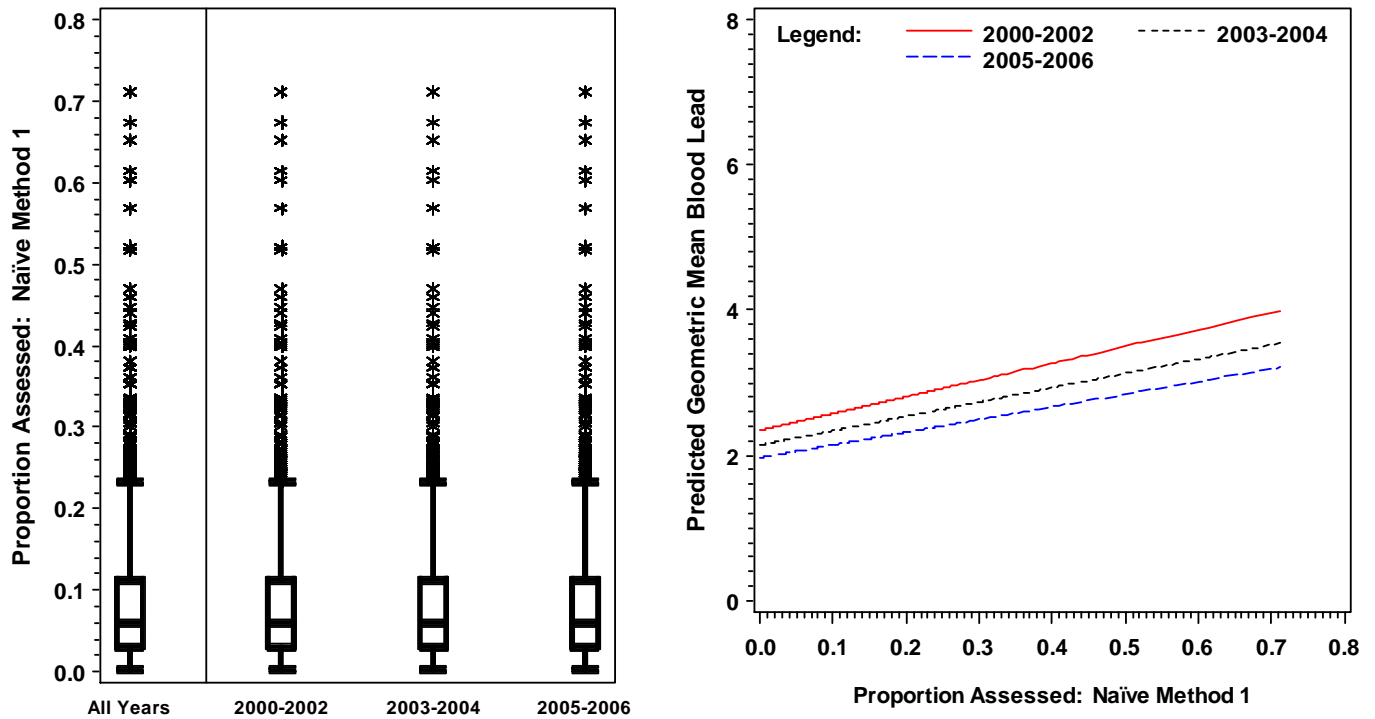 Proportion Assessed: Naïve Method 1
0.8
0.7
0.6
0.5
0.4
0.3
0.2
0.1
0.0
All Years 2000-2002 2003-2004 2005-2006
Predicted Geometric Mean Blood Lead
8
6
4
2
0
Legend: 2000-2002 2003-2004
2005-2006
0.0 0.1 0.2 0.3 0.4 0.5 0.6 0.7 0.8
Proportion Assessed: Naïve Method 1